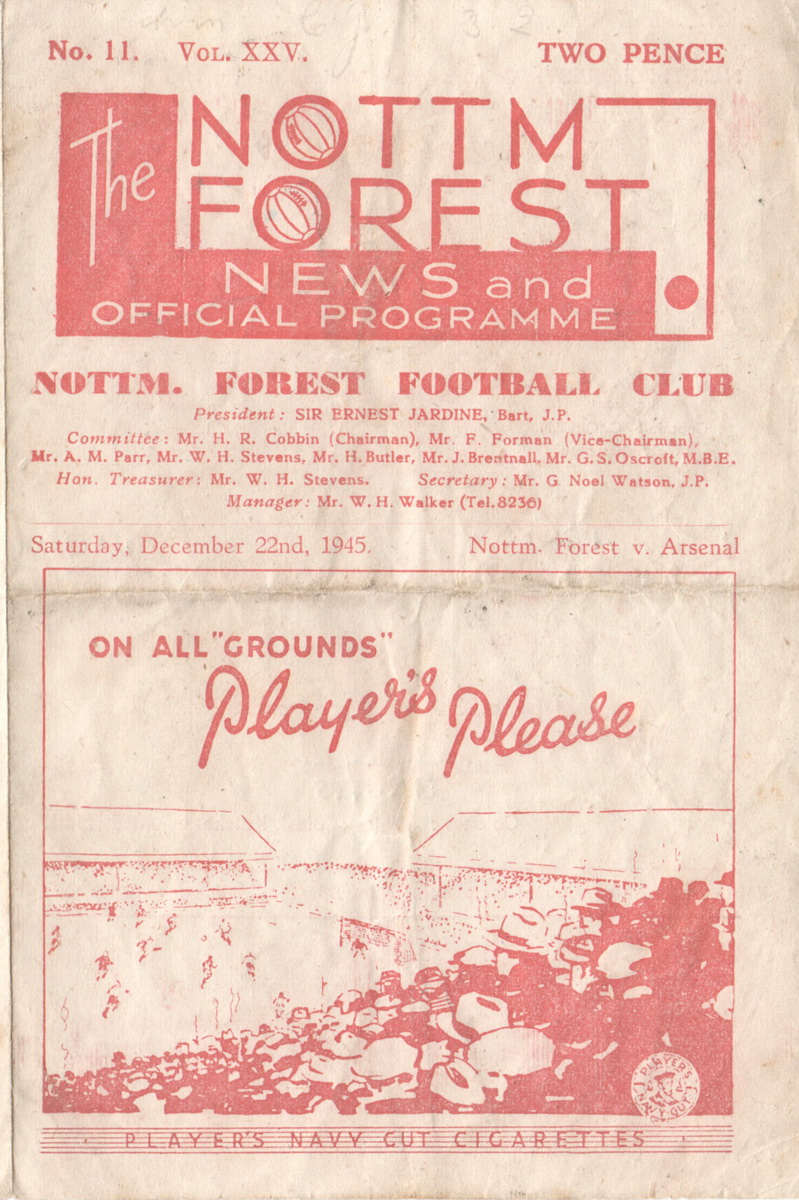 No. 11. VOL. XXV. TWO PENCE
The
NOTTM
FOREST
NEWS and
OFFICIAL PROGRAMME
NOTTM. FOREST FOOTBALL CLUB
President: SIR ERNEST JARDINE, Bart, J.P.
Committee: Mr. H. R. Cobbin (Chairman), Mr. F. Forman (Vice-Chairman),
Mr. A. M. Parr, Mr. W. H. Stevens, Mr. H. Butler, Mr. J. Brentnall, Mr. G. S. Oscroft, M.B.E.
Hon. Treasurer: Mr. W. H. Stevens. Secretary: Mr. G. Noel Watson, J.P.
Manager: Mr. W. H. Walker (Tel. 8236)
Saturday, December 22nd, 1945. Nottm. Forest v. Arsenal
ON ALL "GROUNDS"
Player's Please
PLAYER'S
NAVY CUT
PLAYER'S NAVY CUT CIGARETTES